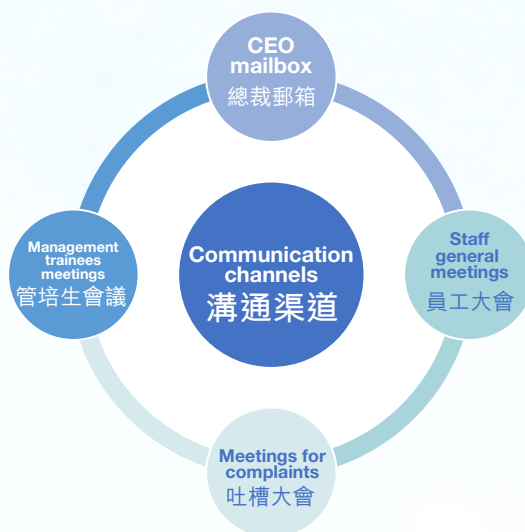 CEO
mailbox
總裁郵箱
Management
trainees
meetings
管培生會議
Communication
channels
溝通渠道
Staff
general
meetings
員工大會
Meetings for
complaints
吐槽大會